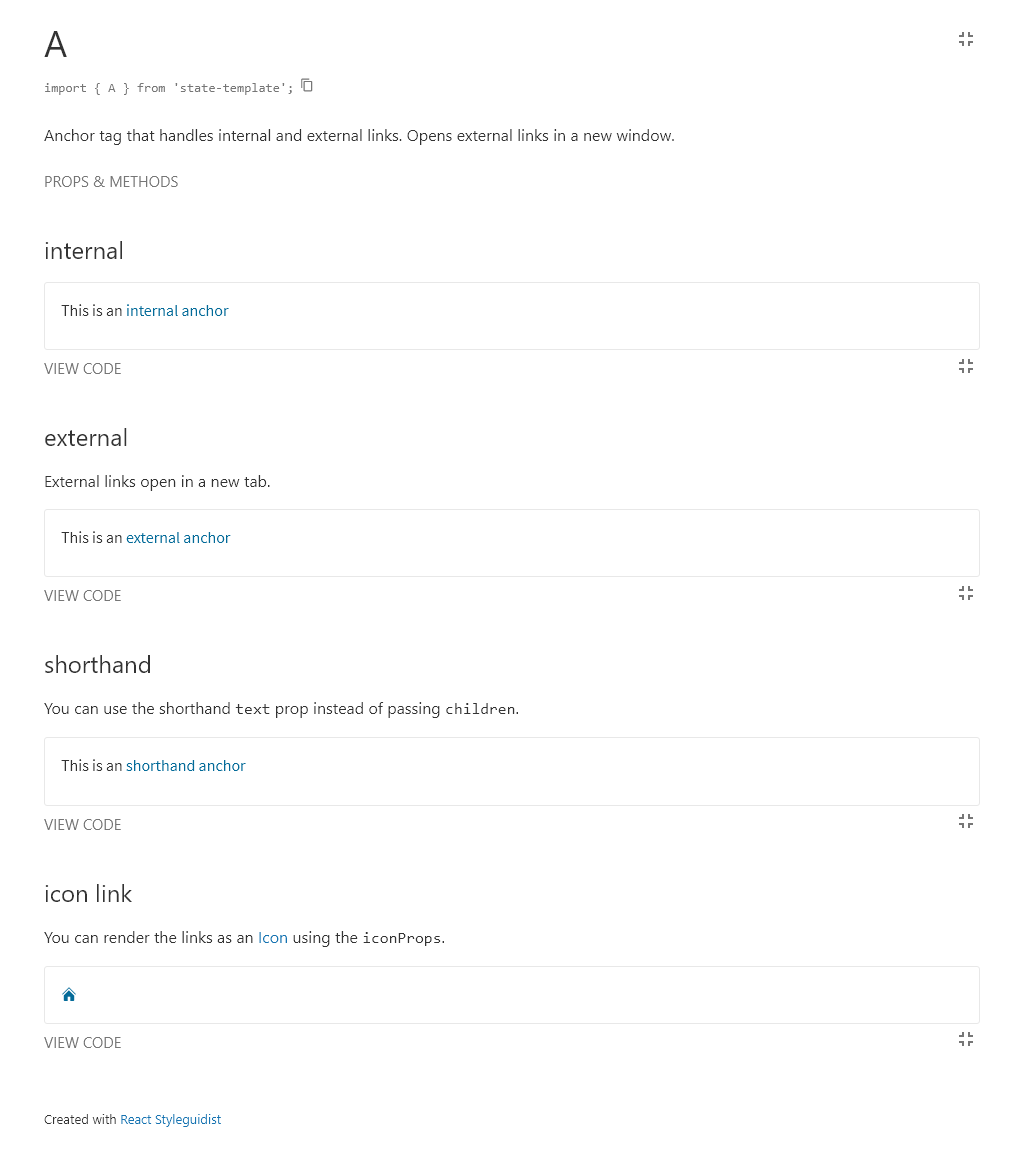 A
import { A } from 'state-template';
Anchor tag that handles internal and external links. Opens external links in a new window.
PROPS & METHODS
internal
This is an internal anchor
VIEW CODE
external
External links open in a new tab.
This is an external anchor
VIEW CODE
shorthand
You can use the shorthand text prop instead of passing children.
This is an shorthand anchor
VIEW CODE
icon link
You can render the links as an Icon using the iconProps.
VIEW CODE
Created with React Styleguidist